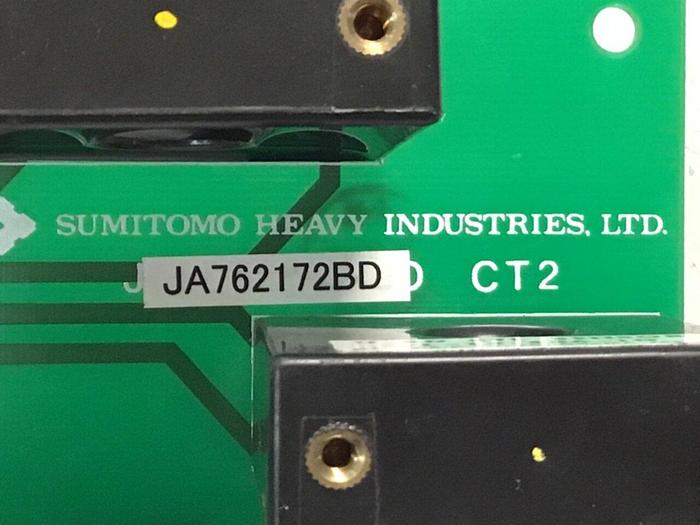 SUMITOMO HEAVY INDUSTRIES, LTD.
JA762172BD CT2